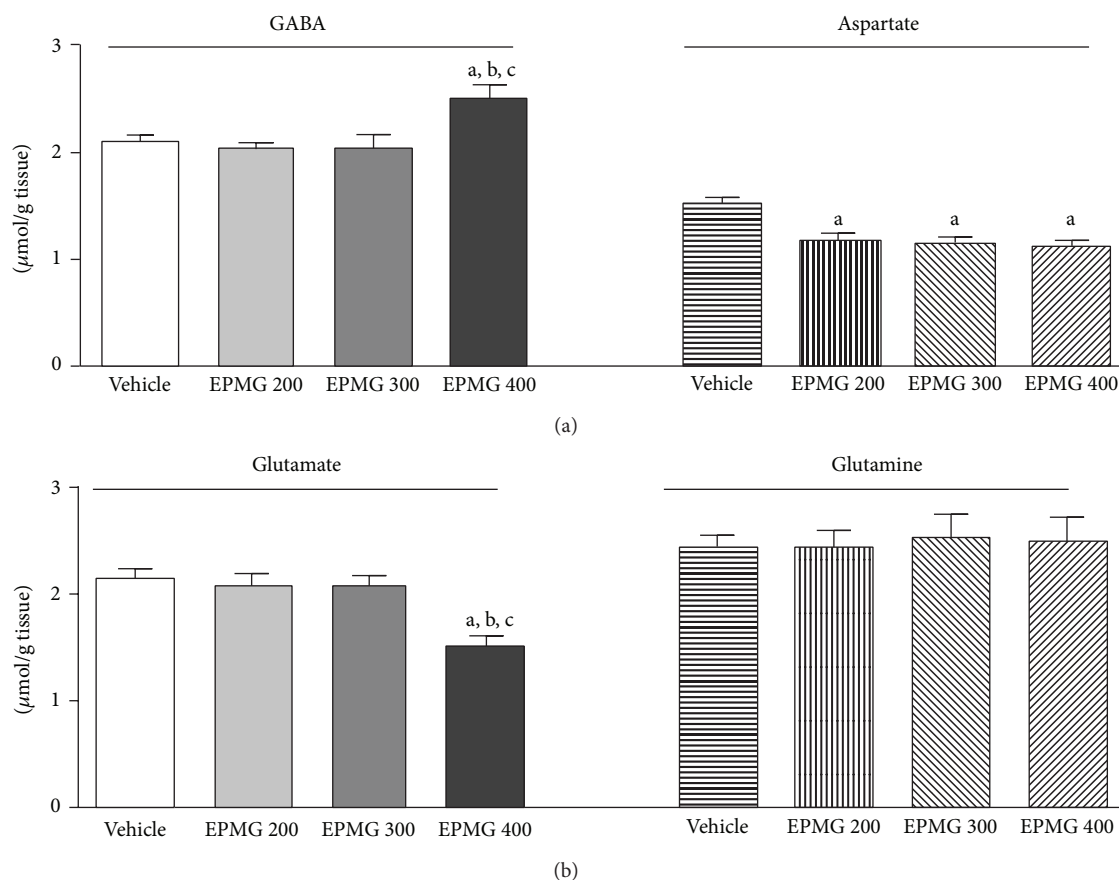 GABA
Aspartate
3
a, b, c
2
a a a
1
0
(μmol/g tissue)
Vehicle EPMG 200 EPMG 300 EPMG 400 Vehicle EPMG 200 EPMG 300 EPMG 400
(a)
Glutamate
Glutamine
3
2
a, b, c
1
0
(μmol/g tissue)
Vehicle EPMG 200 EPMG 300 EPMG 400 Vehicle EPMG 200 EPMG 300 EPMG 400
(b)